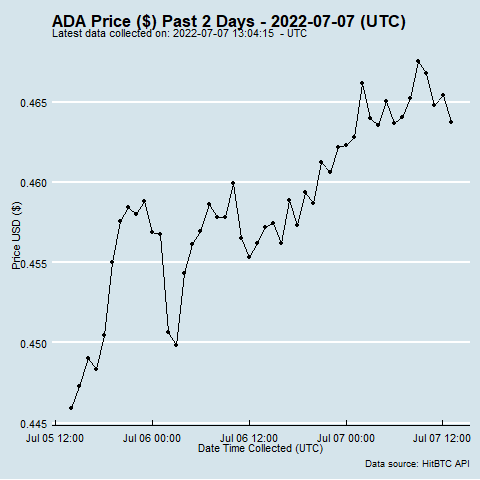 ADA Price ($) Past 2 Days - 2022-07-07 (UTC)
Latest data collected on: 2022-07-07 13:04:15 - UTC
0.465
0.460
0.455
0.450
0.445
Price USD ($)
Jul 05 12:00 Jul 06 00:00 Jul 06 12:00 Jul 07 00:00 Jul 07 12:00
Date Time Collected (UTC)
Data source: HitBTC API